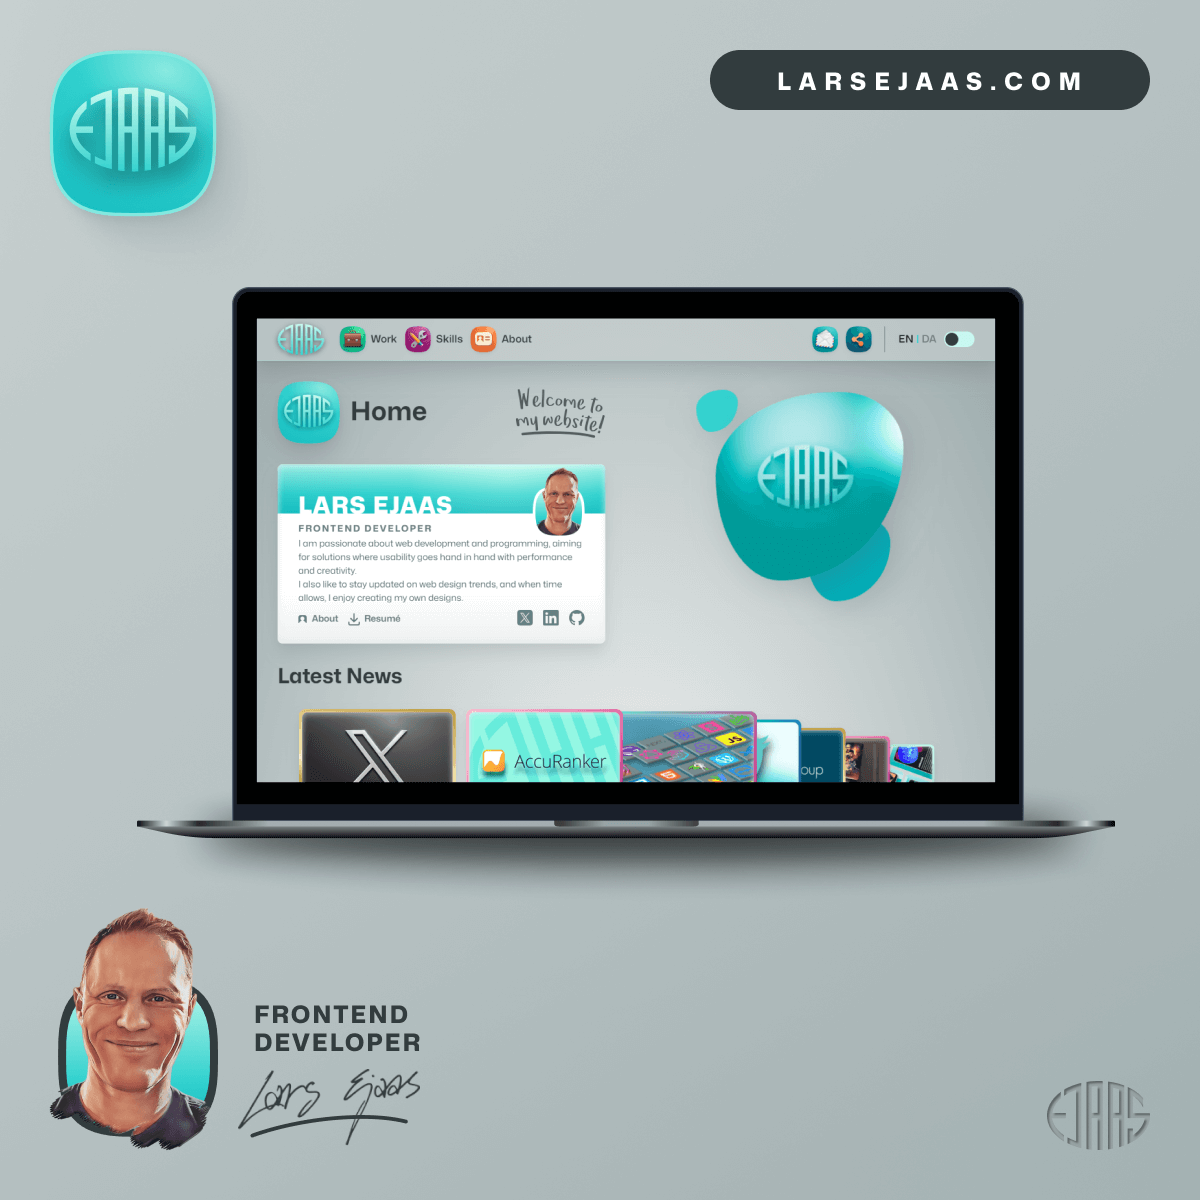 EJAAS
LARSEJAAS.COM
EJAAS Work Skills About EN | DA
EJAAS Home
Welcome to
my website!
EJAAS
LARS EJAAS
FRONTEND DEVELOPER
I am passionate about web development and programming, aiming
for solutions where usability goes hand in hand with performance
and creativity.
I also like to stay updated on web design trends, and when time
allows, I enjoy creating my own designs.
About Resumé X in
Latest News
X
AccuRanker
JS
oup
FRONTEND
DEVELOPER
Lars Ejaas
EJAAS